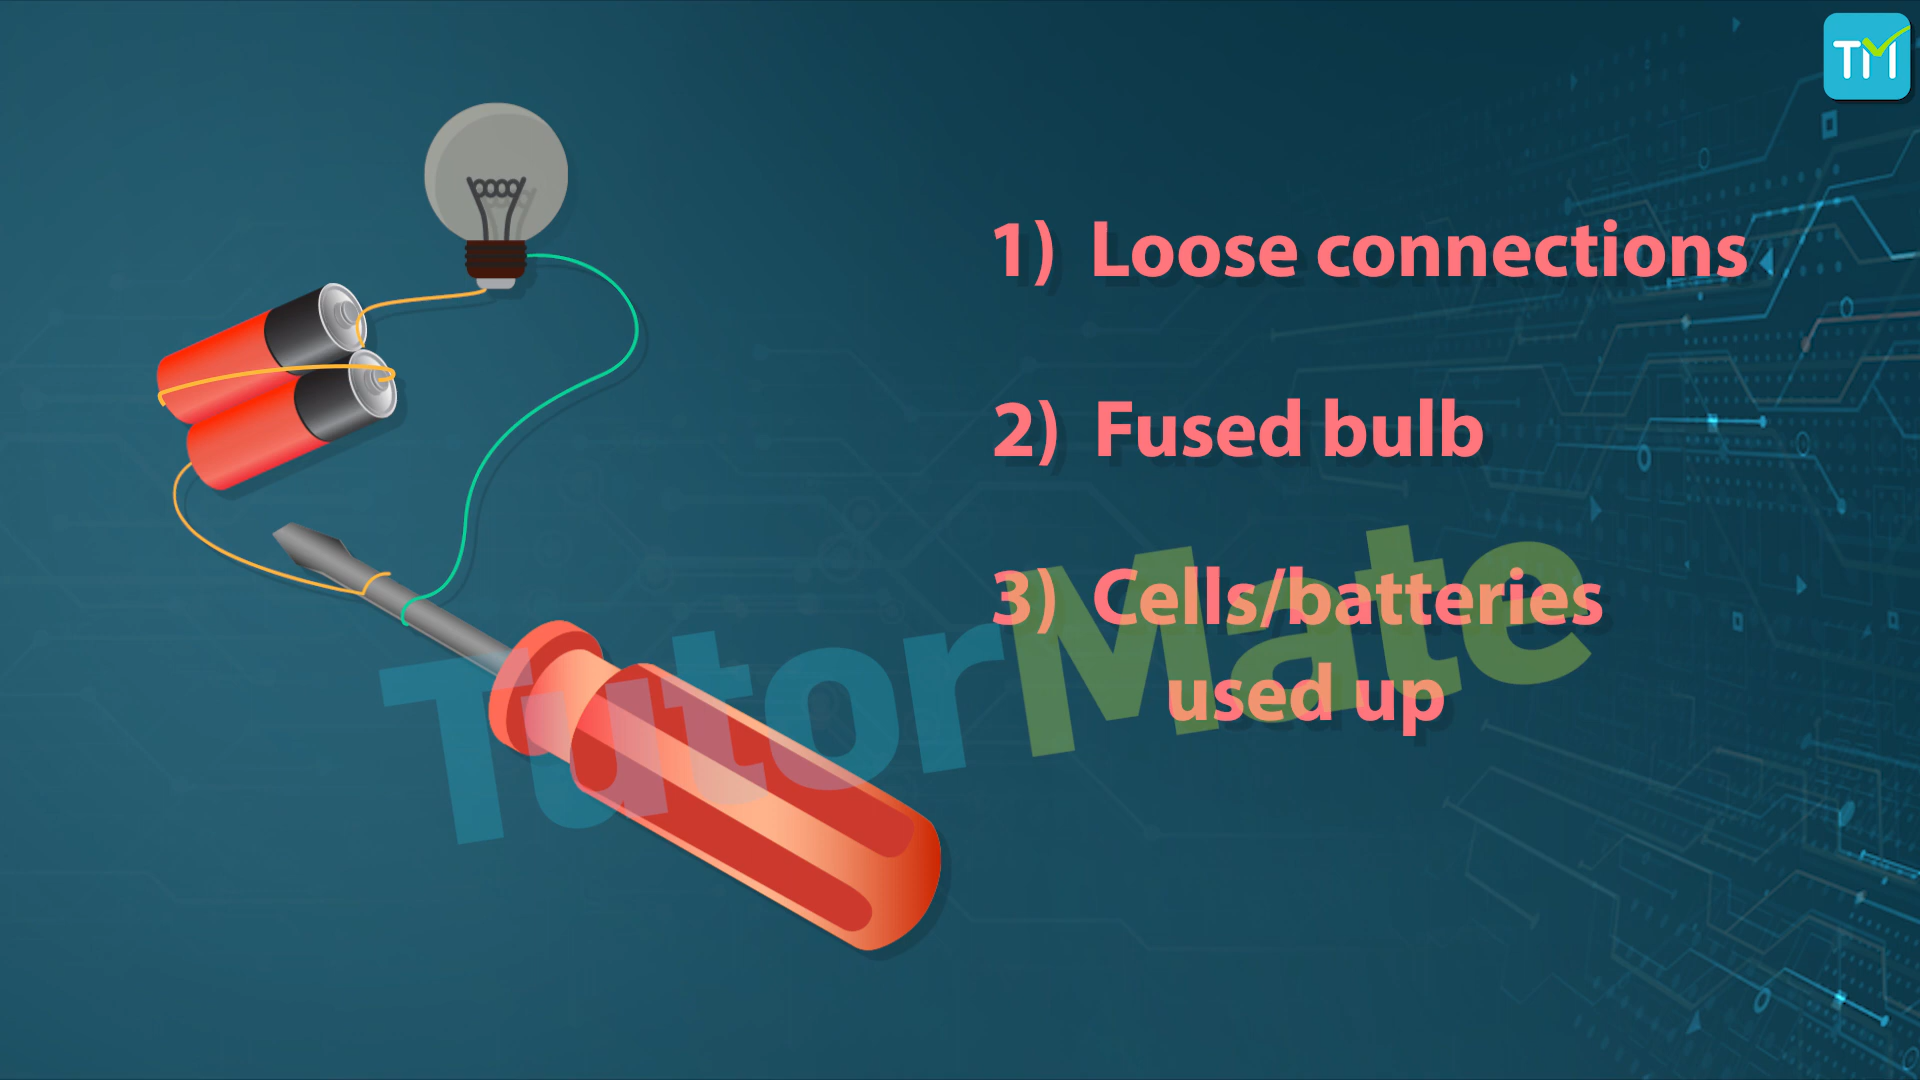 TM
1) Loose connections
2) Fused bulb
3) Cells/batteries
used up
TutorMate